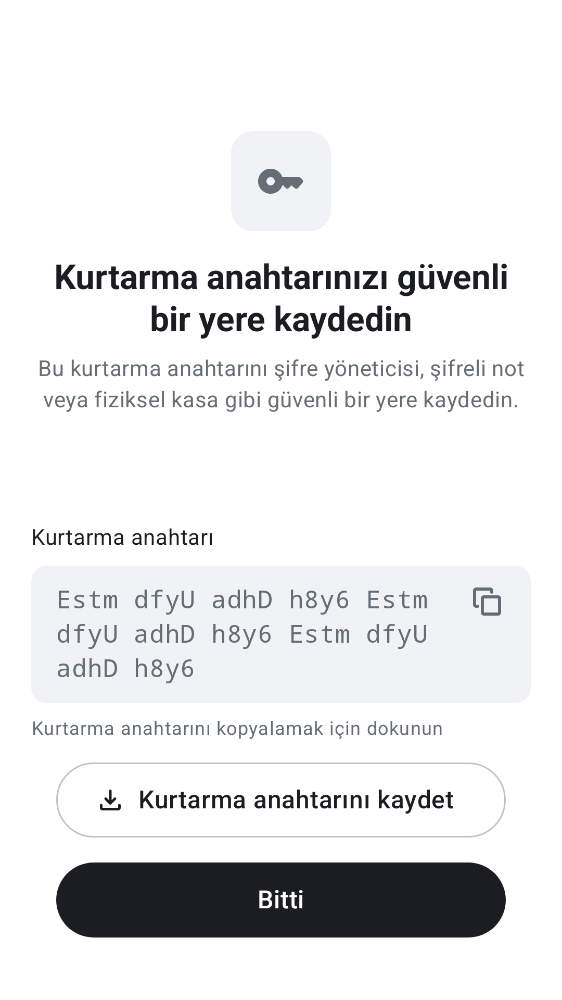 Kurtarma anahtarınızı güvenli
bir yere kaydedin
Bu kurtarma anahtarını şifre yöneticisi, şifreli not
veya fiziksel kasa gibi güvenli bir yere kaydedin.
Kurtarma anahtarı
Estm dfyU adhD h8y6 Estm
dfyU adhD h8y6 Estm dfyU
adhD h8y6
Kurtarma anahtarını kopyalamak için dokunun
Kurtarma anahtarını kaydet
Bitti